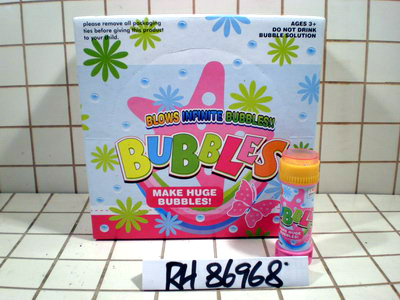 please remove all packaging
ties before giving this product
to your child.
AGES 3+
DO NOT DRINK
BUBBLE SOLUTION
BLOWS INFINITE BUBBLES!!
BUBBLES
MAKE HUGE
BUBBLES!
RH 86968